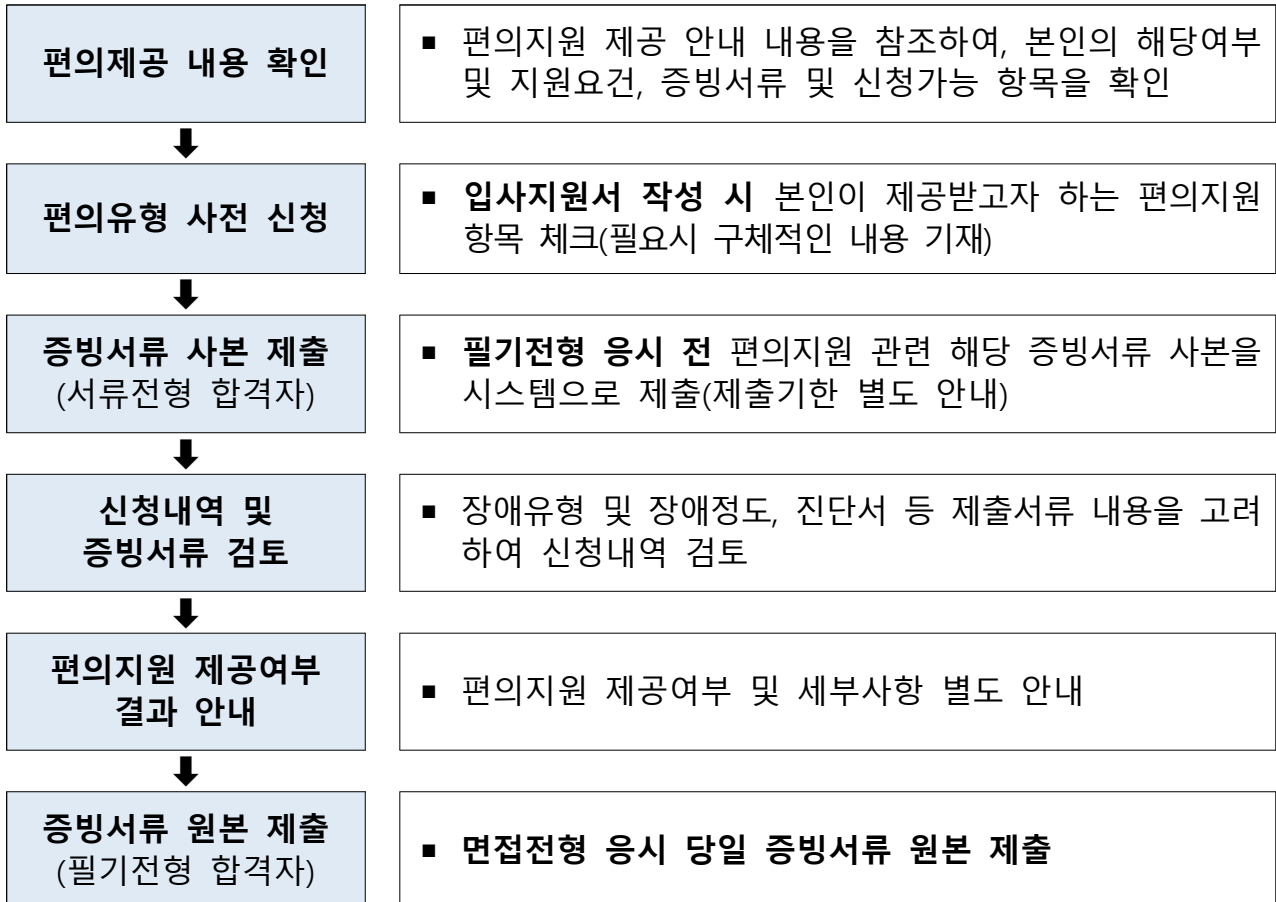 편의제공 내용 확인
▪ 편의지원 제공 안내 내용을 참조하여, 본인의 해당여부
및 지원요건, 증빙서류 및 신청가능 항목을 확인
편의유형 사전 신청
▪ 입사지원서 작성 시 본인이 제공받고자 하는 편의지원
항목 체크(필요시 구체적인 내용 기재)
증빙서류 사본 제출
(서류전형 합격자)
▪ 필기전형 응시 전 편의지원 관련 해당 증빙서류 사본을
시스템으로 제출(제출기한 별도 안내)
신청내역 및
증빙서류 검토
▪ 장애유형 및 장애정도, 진단서 등 제출서류 내용을 고려
하여 신청내역 검토
편의지원 제공여부
결과 안내
▪ 편의지원 제공여부 및 세부사항 별도 안내
증빙서류 원본 제출
(필기전형 합격자)
▪ 면접전형 응시 당일 증빙서류 원본 제출